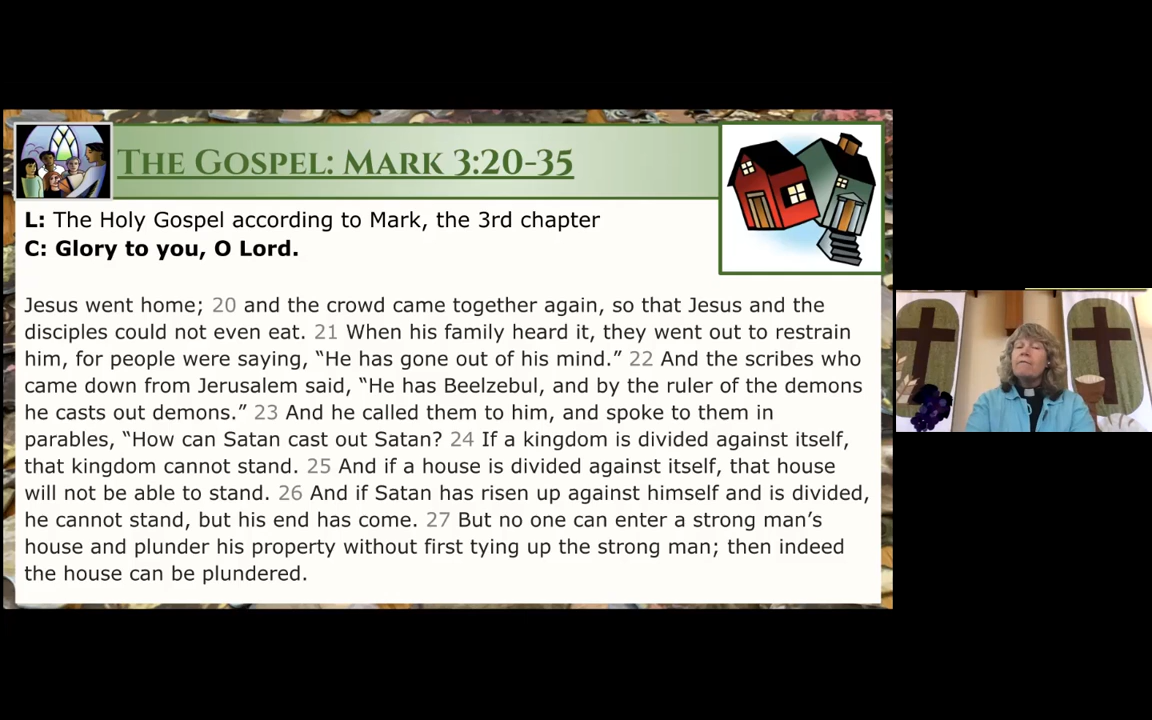 The Gospel: Mark 3:20-35
L: The Holy Gospel according to Mark, the 3rd chapter
C: Glory to you, O Lord.
Jesus went home; 20 and the crowd came together again, so that Jesus and the
disciples could not even eat. 21 When his family heard it, they went out to restrain
him, for people were saying, “He has gone out of his mind.” 22 And the scribes who
came down from Jerusalem said, “He has Beelzebul, and by the ruler of the demons
he casts out demons.” 23 And he called them to him, and spoke to them in
parables, “How can Satan cast out Satan? 24 If a kingdom is divided against itself,
that kingdom cannot stand. 25 And if a house is divided against itself, that house
will not be able to stand. 26 And if Satan has risen up against himself and is divided,
he cannot stand, but his end has come. 27 But no one can enter a strong man’s
house and plunder his property without first tying up the strong man; then indeed
the house can be plundered.